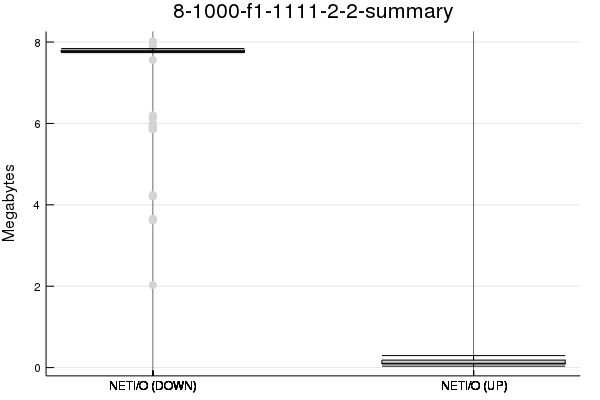 8-1000-f1-1111-2-2-summary
Megabytes
8
6
4
2
0
NETI/O (DOWN)
NETI/O (UP)